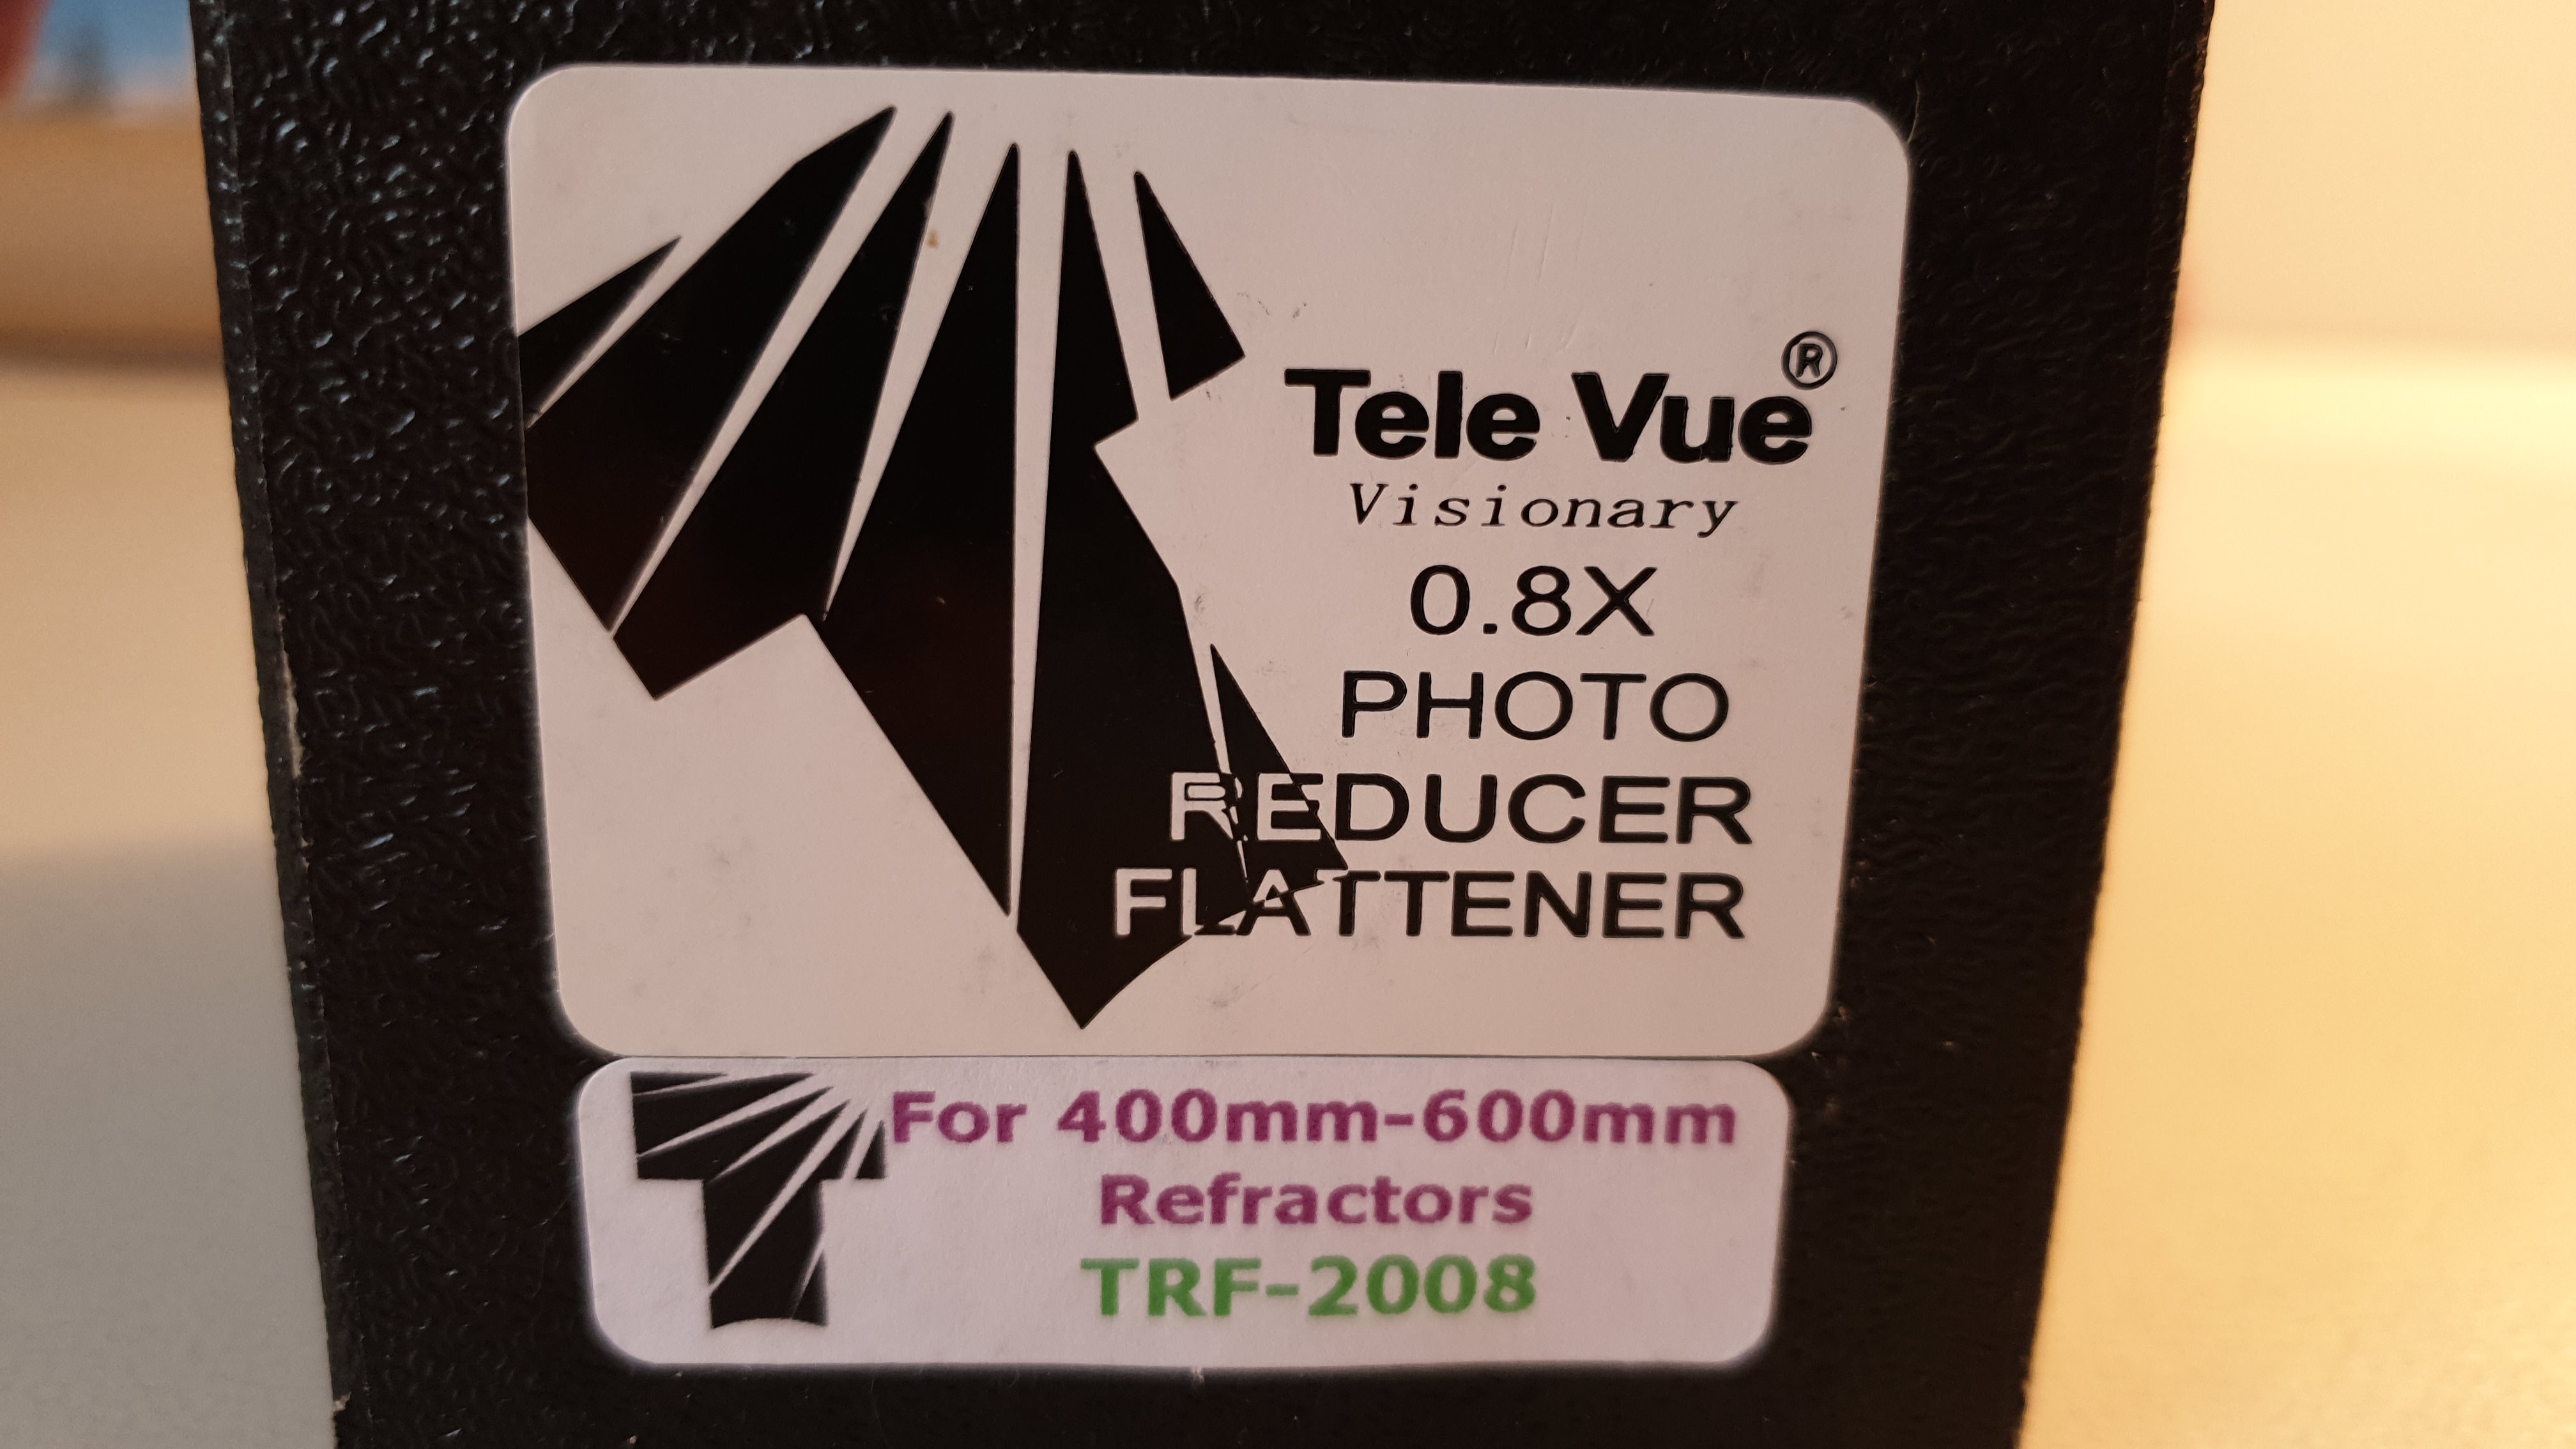 Tele Vue®
Visionary
0.8X
PHOTO
REDUCER
FLATTENER
For 400mm-600mm
Refractors
TRF-2008